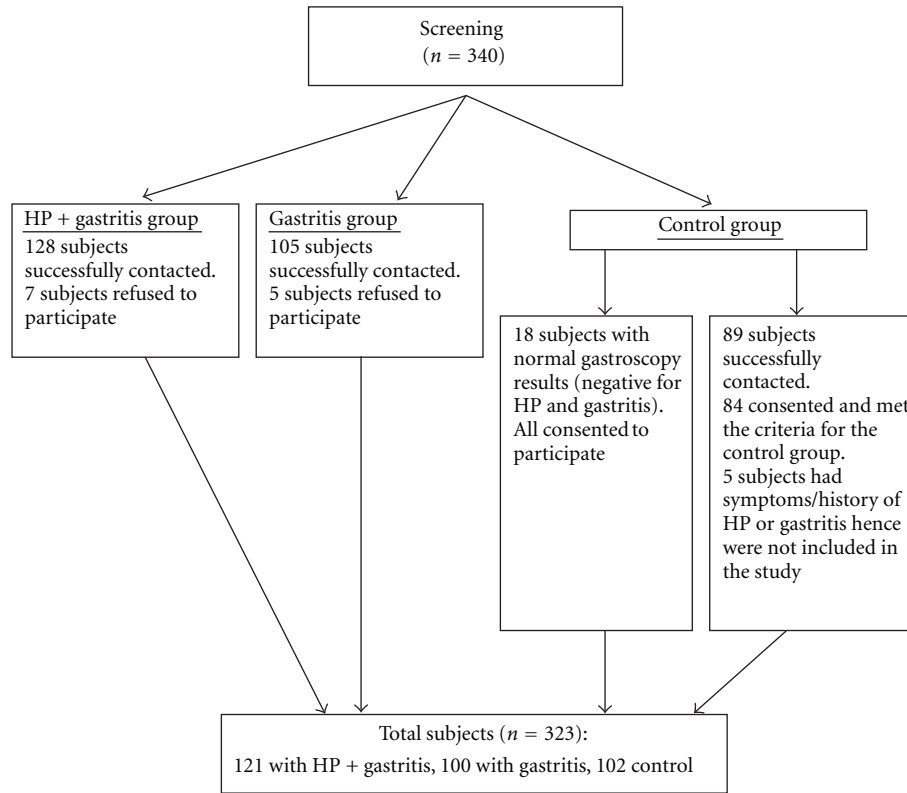 Screening
(n = 340)
HP + gastritis group
128 subjects
successfully contacted.
7 subjects refused to
participate
Gastritis group
105 subjects
successfully contacted.
5 subjects refused to
participate
Control group
18 subjects with
normal gastroscopy
results (negative for
HP and gastritis).
All consented to
participate
89 subjects
successfully
contacted.
84 consented and met
the criteria for the
control group.
5 subjects had
symptoms/history of
HP or gastritis hence
were not included in
the study
Total subjects (n = 323):
121 with HP + gastritis, 100 with gastritis, 102 control